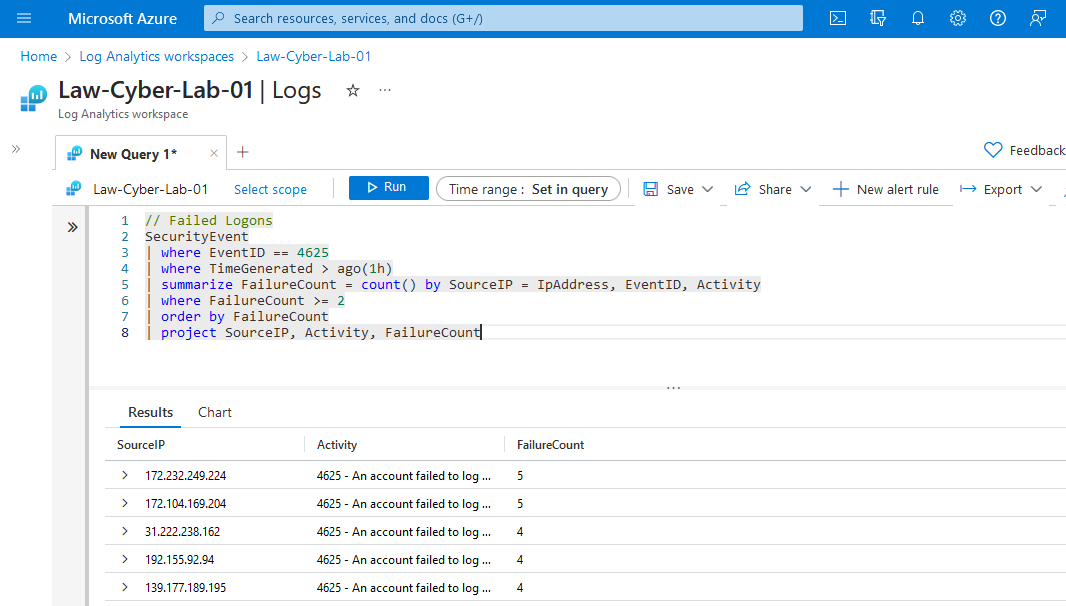 Microsoft Azure
Search resources, services, and docs (G+/)
Home > Log Analytics workspaces > Law-Cyber-Lab-01
Law-Cyber-Lab-01 | Logs
Log Analytics workspace
New Query 1*
Feedback
Law-Cyber-Lab-01 Select scope Run Time range : Set in query Save Share New alert rule Export
1 // Failed Logons
2 SecurityEvent
3 | where EventID == 4625
4 | where TimeGenerated > ago(1h)
5 | summarize FailureCount = count() by SourceIP = IpAddress, EventID, Activity
6 | where FailureCount >= 2
7 | order by FailureCount
8 | project SourceIP, Activity, FailureCount
Results Chart
SourceIP Activity FailureCount
172.232.249.224 4625 - An account failed to log ... 5
172.104.169.204 4625 - An account failed to log ... 5
31.222.238.162 4625 - An account failed to log ... 4
192.155.92.94 4625 - An account failed to log ... 4
139.177.189.195 4625 - An account failed to log ... 4